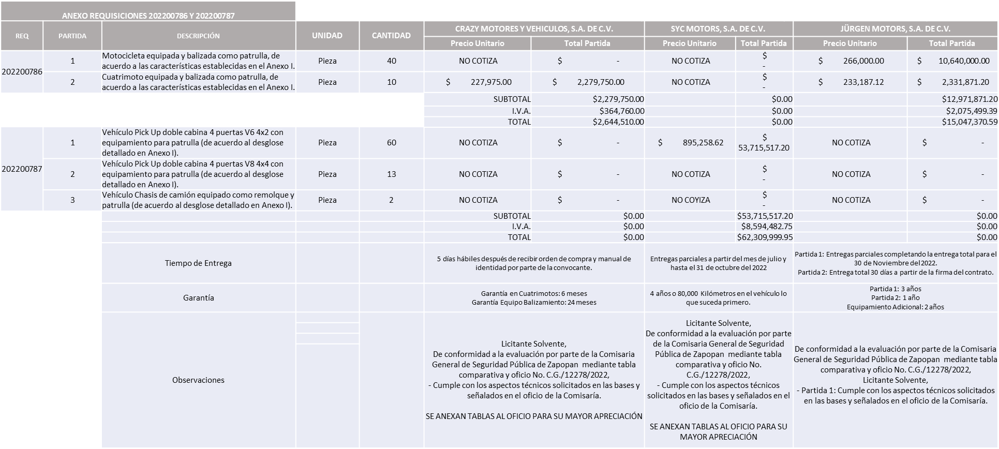 ANEXO REQUISICIONES 202200786 Y 202200787
REQ PARTIDA DESCRIPCIÓN UNIDAD CANTIDAD CRAZY MOTORES Y VEHICULOS, S.A. DE C.V. SYC MOTORS, S.A. DE C.V. JÜRGEN MOTORS, S.A. DE C.V.
Precio Unitario Total Partida Precio Unitario Total Partida Precio Unitario Total Partida
202200786
1 Motocicleta equipada y balizada como patrulla, de
acuerdo a las características establecidas en el Anexo I.
Pieza 40 NO COTIZA $ - NO COTIZA $
-
$ 266,000.00 $ 10,640,000.00
2 Cuatrimoto equipada y balizada como patrulla, de
acuerdo a las características establecidas en el Anexo I.
Pieza 10 $ 227,975.00 $ 2,279,750.00 NO COTIZA $
-
$ 233,187.12 $ 2,331,871.20
SUBTOTAL $2,279,750.00 $0.00 $12,971,871.20
I.V.A. $364,760.00 $0.00 $2,075,499.39
TOTAL $2,644,510.00 $0.00 $15,047,370.59
202200787
1 Vehículo Pick Up doble cabina 4 puertas V6 4x2 con
equipamiento para patrulla (de acuerdo al desglose
detallado en Anexo I).
Pieza 60 NO COTIZA $ - $ 895,258.62 $
53,715,517.20
NO COTIZA $ -
2 Vehículo Pick Up doble cabina 4 puertas V8 4x4 con
equipamiento para patrulla (de acuerdo al desglose
detallado en Anexo I).
Pieza 13 NO COTIZA $ - NO COTIZA $
-
NO COTIZA $ -
3 Vehículo Chasis de camión equipado como remolque y
patrulla (de acuerdo al desglose detallado en Anexo I).
Pieza 2 NO COTIZA $ - NO COYIZA $
-
NO COTIZA $ -
SUBTOTAL $0.00 $53,715,517.20 $0.00
I.V.A. $0.00 $8,594,482.75 $0.00
TOTAL $0.00 $62,309,999.95 $0.00
Tiempo de Entrega
5 días hábiles después de recibir orden de compra y manual de
identidad por parte de la convocante.
Entregas parciales a partir del mes de julio y
hasta el 31 de octubre del 2022
Partida 1: Entregas parciales completando la entrega total para el
30 de Noviembre del 2022.
Partida 2: Entrega total 30 días a partir de la firma del contrato.
Garantía
Garantía en Cuatrimotos: 6 meses
Garantía Equipo Balizamiento: 24 meses
4 años o 80,000 Kilómetros en el vehículo lo
que suceda primero.
Partida 1: 3 años
Partida 2: 1 año
Equipamiento Adicional: 2 años
Observaciones
Licitante Solvente,
De conformidad a la evaluación por parte de la Comisaria
General de Seguridad Pública de Zapopan mediante tabla
comparativa y oficio No. C.G./12278/2022,
- Cumple con los aspectos técnicos solicitados en las bases y
señalados en el oficio de la Comisaría.
SE ANEXAN TABLAS AL OFICIO PARA SU MAYOR APRECIACIÓN
Licitante Solvente,
De conformidad a la evaluación por parte
de la Comisaria General de Seguridad
Pública de Zapopan mediante tabla
comparativa y oficio No.
C.G./12278/2022,
- Cumple con los aspectos técnicos
solicitados en las bases y señalados en el
oficio de la Comisaría.
SE ANEXAN TABLAS AL OFICIO PARA SU
MAYOR APRECIACIÓN
De conformidad a la evaluación por parte de la Comisaria
General de Seguridad Pública de Zapopan mediante tabla
comparativa y oficio No. C.G./12278/2022,
Licitante Solvente,
- Partida 1: Cumple con los aspectos técnicos solicitados
en las bases y señalados en el oficio de la Comisaría.